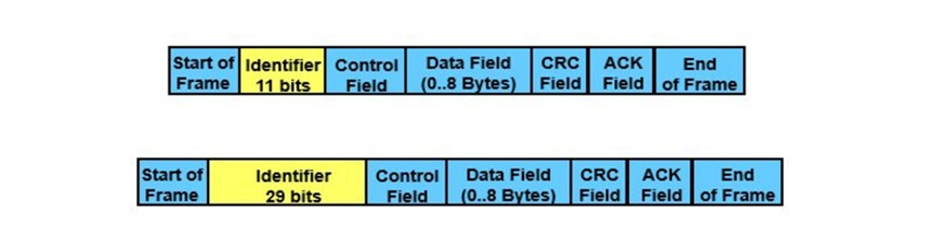 Start of Frame
Identifier 11 bits
Control Field
Data Field (0..8 Bytes)
CRC Field
ACK Field
End of Frame
Start of Frame
Identifier 29 bits
Control Field
Data Field (0..8 Bytes)
CRC Field
ACK Field
End of Frame